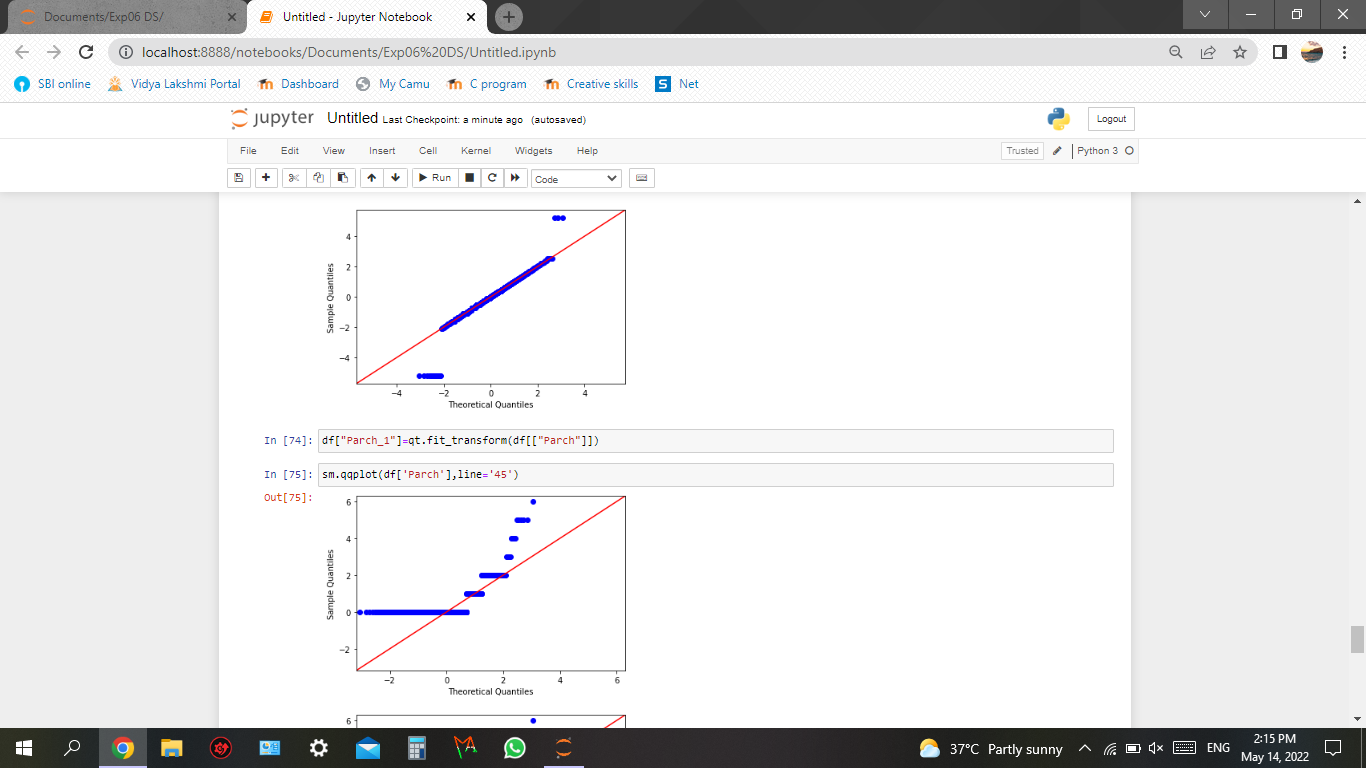 Documents/Exp06 DS/
Untitled - Jupyter Notebook
localhost:8888/notebooks/Documents/Exp06%20DS/Untitled.ipynb
SBI online Vidya Lakshmi Portal Dashboard My Camu C program Creative skills S Net
jupyter Untitled Last Checkpoint: a minute ago (autosaved) Logout
File Edit View Insert Cell Kernel Widgets Help Trusted Python 3
Run Code
4
2
0
−2
−4
Sample Quantiles
−4 −2 0 2 4
Theoretical Quantiles
In [74]: df["Parch_1"]=qt.fit_transform(df[["Parch"]])
In [75]: sm.qqplot(df['Parch'],line='45')
Out[75]:
6
4
2
0
−2
Sample Quantiles
−2 0 2 4 6
Theoretical Quantiles
6
37°C Partly sunny ENG 2:15 PM
May 14, 2022